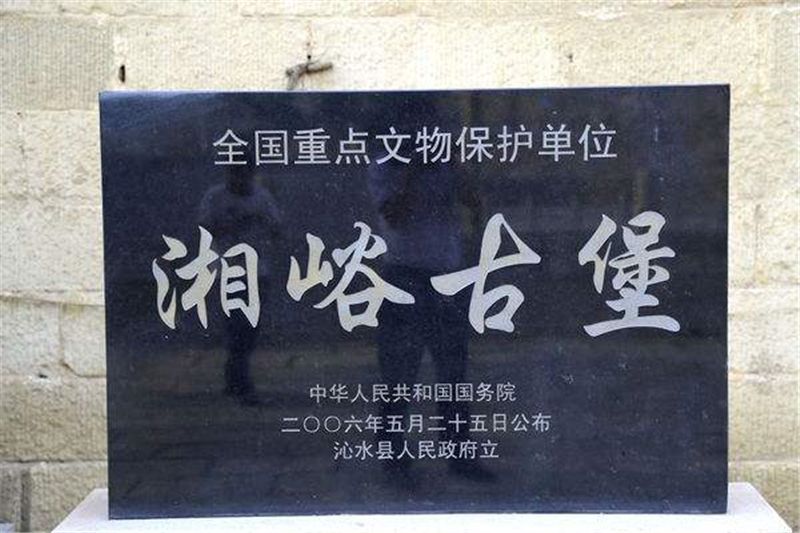 全国重点文物保护单位
湘峪古堡
中华人民共和国国务院
二〇〇六年五月二十五日公布
沁水县人民政府立